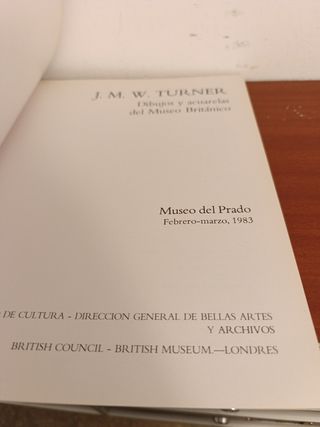 J. M. W. TURNER
Dibujos y acuarelas
del Museo Británico
Museo del Prado
Febrero-marzo, 1983
DE CULTURA - DIRECCION GENERAL DE BELLAS ARTES
Y ARCHIVOS
BRITISH COUNCIL - BRITISH MUSEUM.—LONDRES